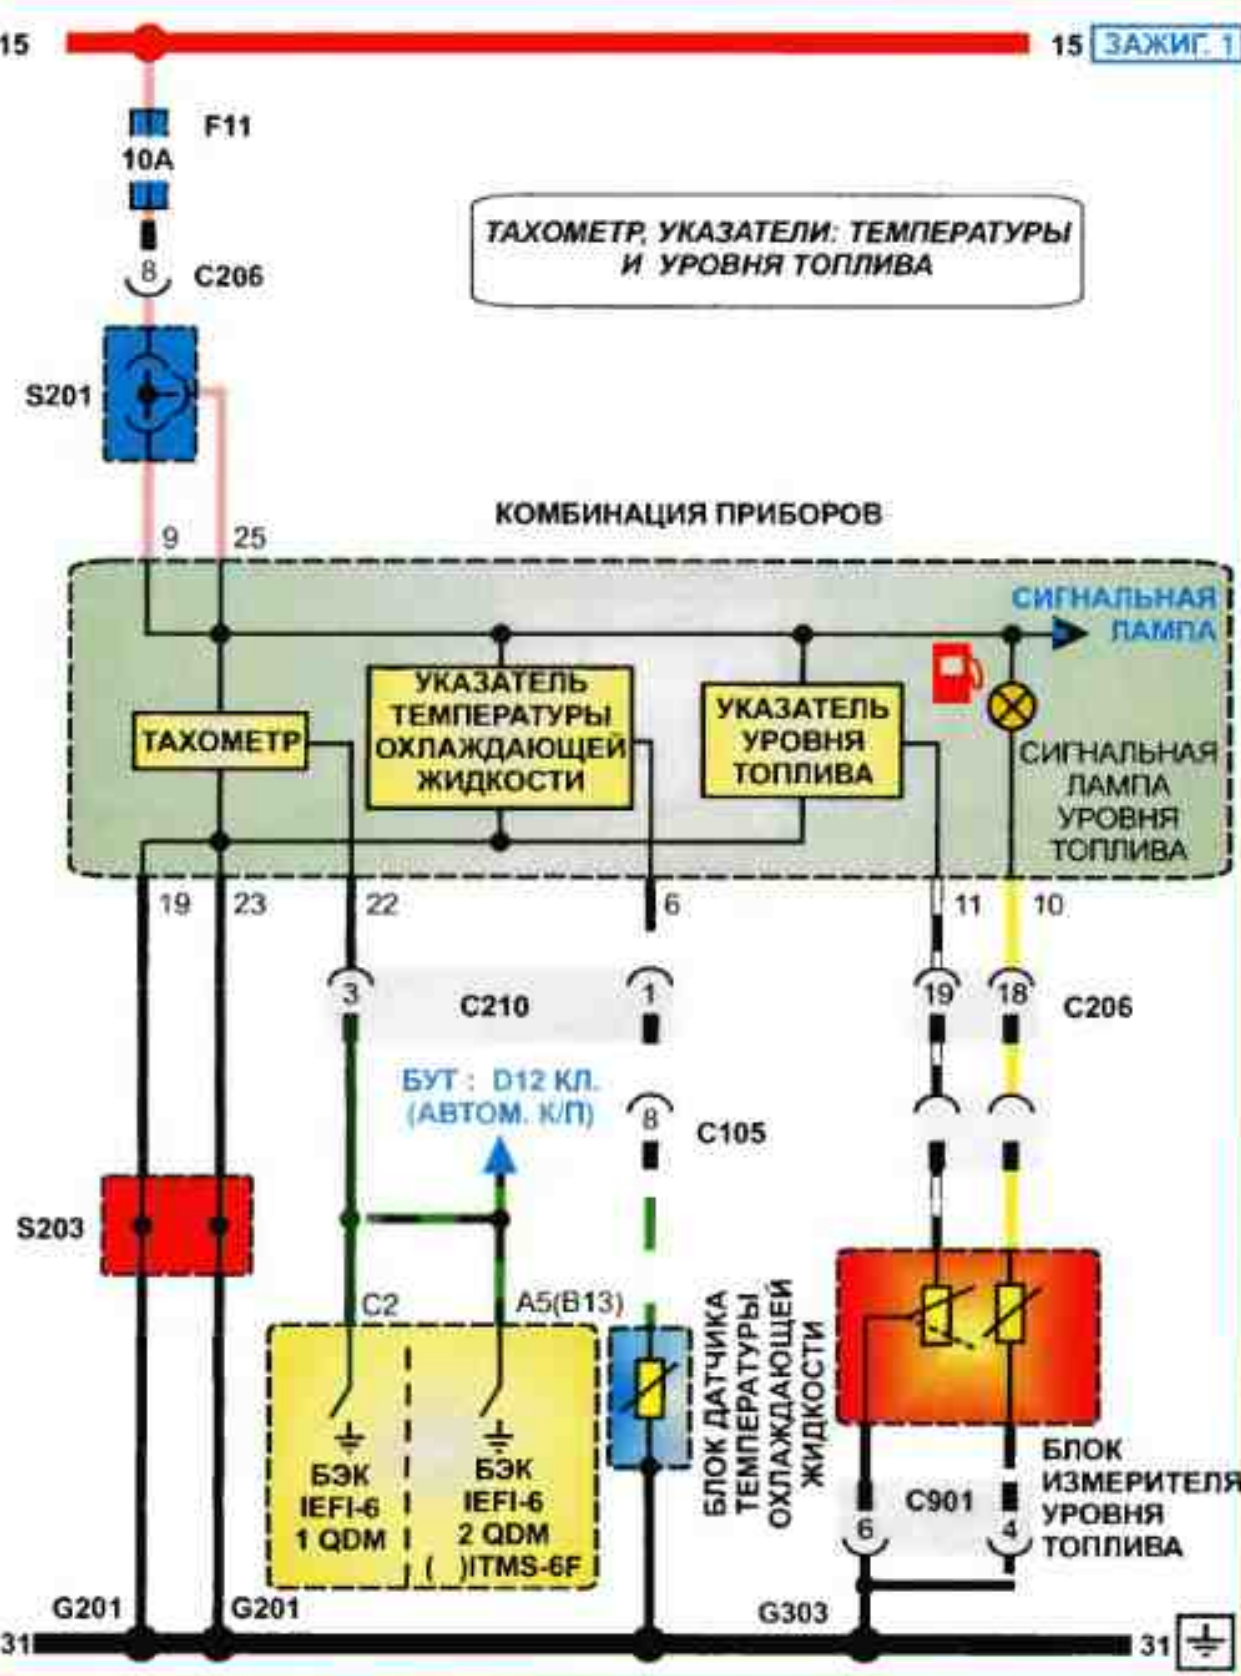 15
15 ЗАЖИГ. 1
F11
10A
8 C206
ТАХОМЕТР, УКАЗАТЕЛИ: ТЕМПЕРАТУРЫ
И УРОВНЯ ТОПЛИВА
S201
КОМБИНАЦИЯ ПРИБОРОВ
9 25
СИГНАЛЬНАЯ
ЛАМПА
ТАХОМЕТР
УКАЗАТЕЛЬ
ТЕМПЕРАТУРЫ
ОХЛАЖДАЮЩЕЙ
ЖИДКОСТИ
УКАЗАТЕЛЬ
УРОВНЯ
ТОПЛИВА
СИГНАЛЬНАЯ
ЛАМПА
УРОВНЯ
ТОПЛИВА
19 23 22 6 11 10
3 C210 1 19 18 C206
БУТ : D12 КЛ.
(АВТОМ. К/П)
8 C105
S203
C2 A5(B13)
БЭК
IEFI-6
1 QDM
БЭК
IEFI-6
2 QDM
( )ITMS-6F
БЛОК ДАТЧИКА
ТЕМПЕРАТУРЫ
ОХЛАЖДАЮЩЕЙ
ЖИДКОСТИ
БЛОК
ИЗМЕРИТЕЛЯ
УРОВНЯ
ТОПЛИВА
6 C901 4
G201 G201 G303
31 31